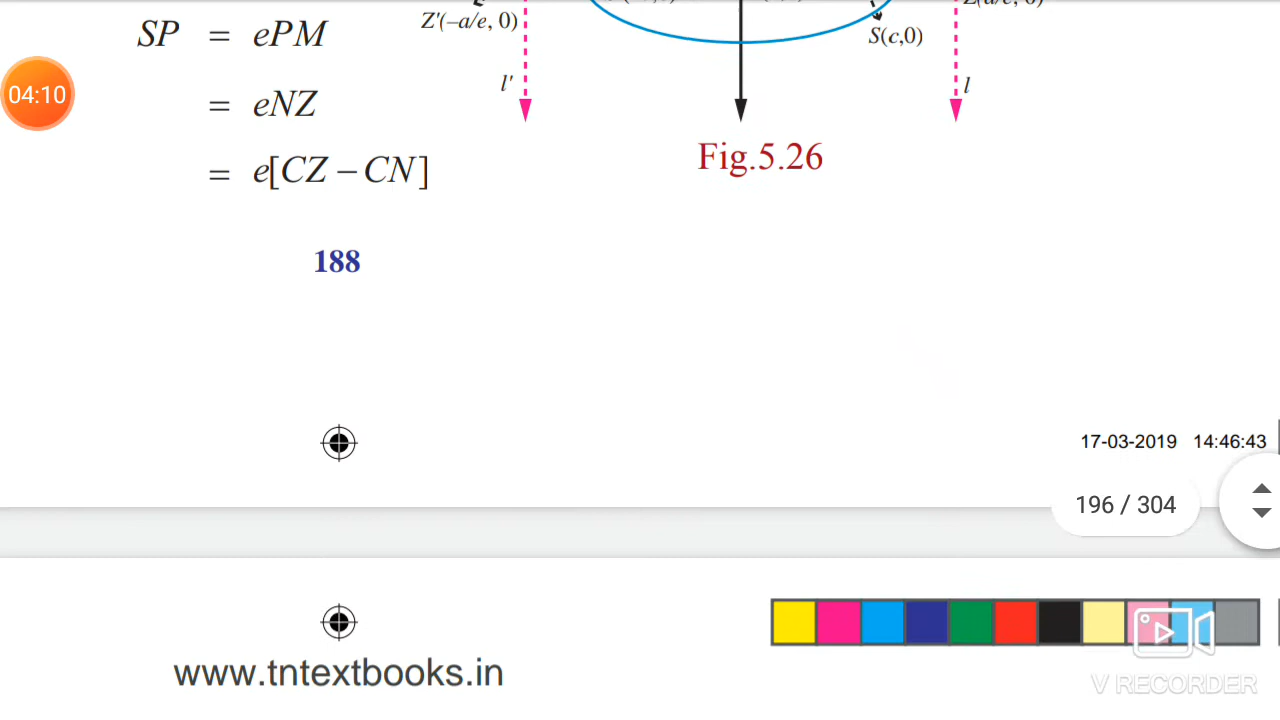 Z'(–a/e, 0)
SP = ePM
S(c,0)
04:10
l'
l
= eNZ
Fig.5.26
= e[CZ – CN]
188
17-03-2019 14:46:43
196 / 304
www.tntextbooks.in
V RECORDER